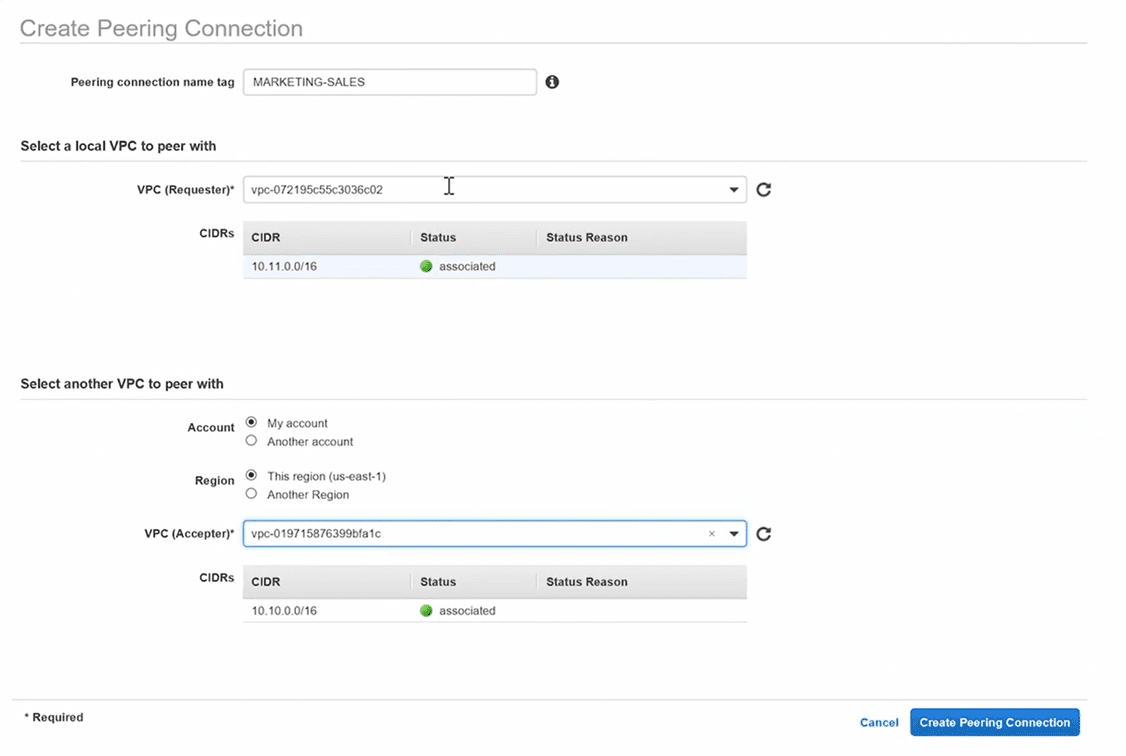 Create Peering Connection
Peering connection name tag MARKETING-SALES
Select a local VPC to peer with
VPC (Requester)* vpc-072195c55c3036c02
CIDRs CIDR Status Status Reason
10.11.0.0/16 associated
Select another VPC to peer with
Account My account
Another account
Region This region (us-east-1)
Another Region
VPC (Accepter)* vpc-019715876399bfa1c ×
CIDRs CIDR Status Status Reason
10.10.0.0/16 associated
* Required Cancel Create Peering Connection